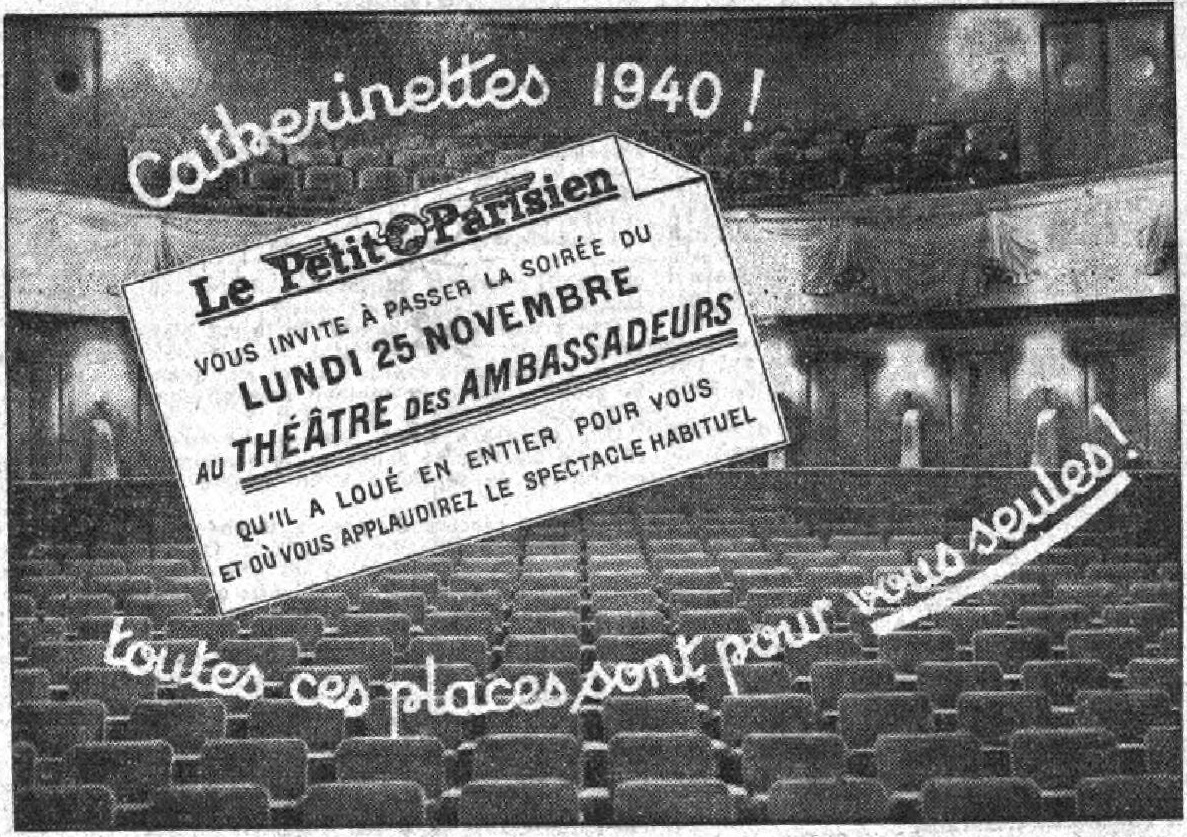 Catherinettes 1940 !
Le Petit Parisien
VOUS INVITE À PASSER LA SOIRÉE DU
LUNDI 25 NOVEMBRE
AU THÉÂTRE DES AMBASSADEURS
QU'IL A LOUÉ EN ENTIER POUR VOUS
ET OÙ VOUS APPLAUDIREZ LE SPECTACLE HABITUEL
toutes ces places sont pour vous seules !